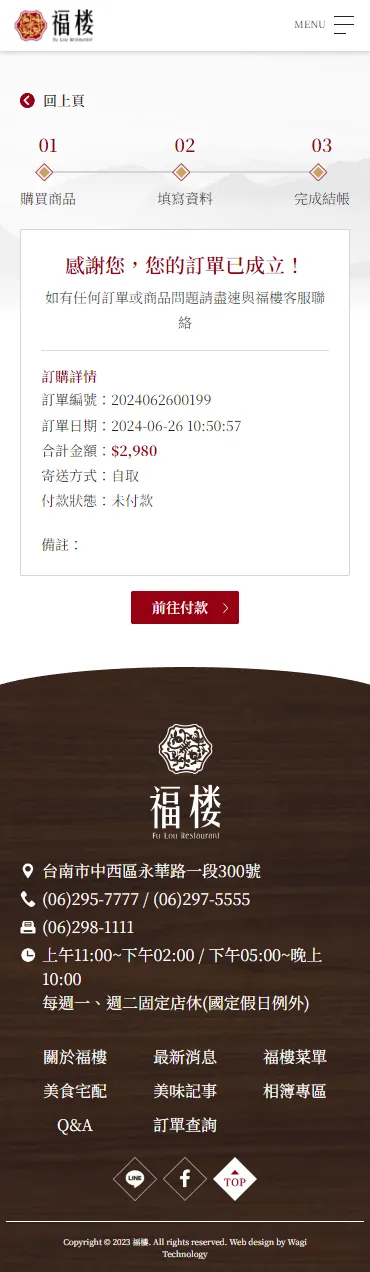 福楼
Fu Lou Restaurant
MENU
回上頁
01 02 03
購買商品 填寫資料 完成結帳
感謝您，您的訂單已成立！
如有任何訂單或商品問題請盡速與福樓客服聯
絡
訂購詳情
訂單編號：2024062600199
訂單日期：2024-06-26 10:50:57
合計金額：$2,980
寄送方式：自取
付款狀態：未付款
備註：
前往付款
福楼
Fu Lou Restaurant
台南市中西區永華路一段300號
(06)295-7777 / (06)297-5555
(06)298-1111
上午11:00~下午02:00 / 下午05:00~晚上
10:00
每週一、週二固定店休(國定假日例外)
關於福樓 最新消息 福樓菜單
美食宅配 美味記事 相簿專區
Q&A 訂單查詢
LINE
TOP
Copyright © 2023 福樓. All rights reserved. Web design by Wagi
Technology